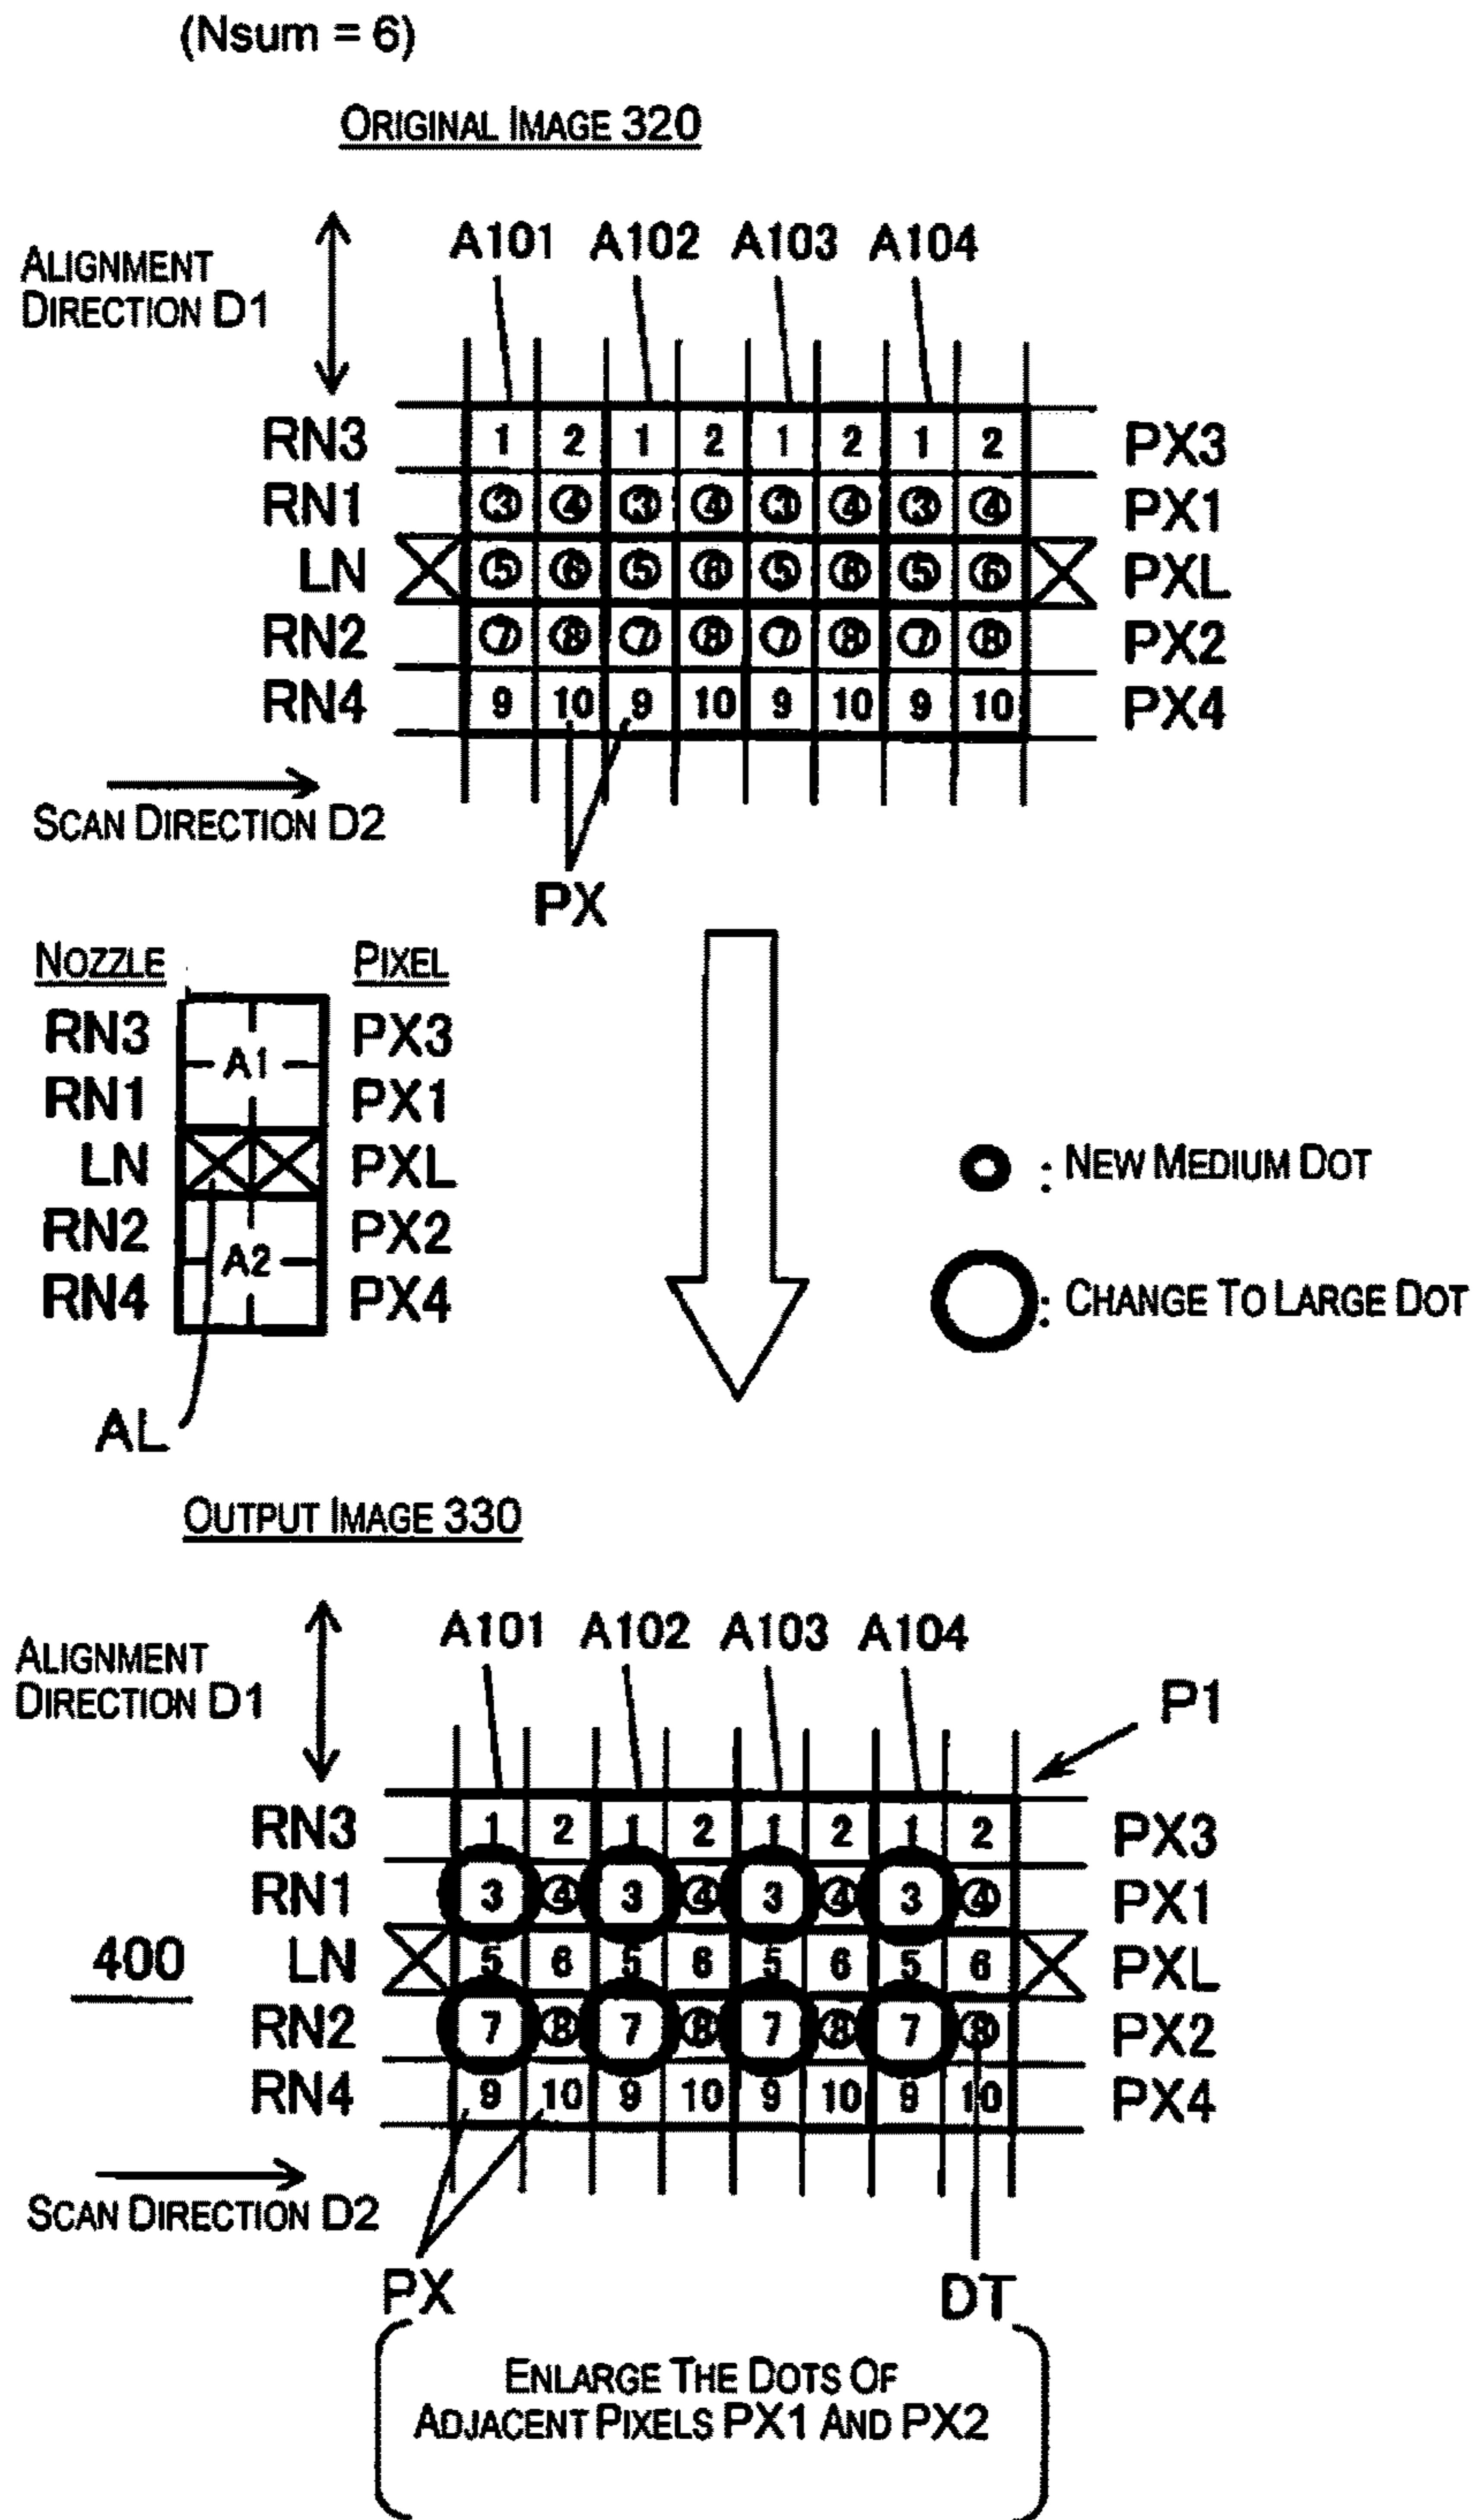 (Nsum = 6)
ORIGINAL IMAGE 320
A101 A102 A103 A104
ALIGNMENT
DIRECTION D1
RN3 1 2 1 2 1 2 1 2 PX3
RN1 3 4 3 4 3 4 3 4 PX1
LN 5 6 5 6 5 6 5 6 PXL
RN2 7 8 7 8 7 8 7 8 PX2
RN4 9 10 9 10 9 10 9 10 PX4
SCAN DIRECTION D2
PX
NOZZLE PIXEL
RN3 PX3
A1
RN1 PX1
LN PXL
RN2 PX2
A2
RN4 PX4
AL
: NEW MEDIUM DOT
: CHANGE TO LARGE DOT
OUTPUT IMAGE 330
A101 A102 A103 A104
ALIGNMENT
DIRECTION D1
P1
RN3 1 2 1 2 1 2 1 2 PX3
RN1 3 4 3 4 3 4 3 4 PX1
400 LN 5 6 5 6 5 6 5 6 PXL
RN2 7 8 7 8 7 8 7 8 PX2
RN4 9 10 9 10 9 10 9 10 PX4
SCAN DIRECTION D2
PX DT
ENLARGE THE DOTS OF
ADJACENT PIXELS PX1 AND PX2